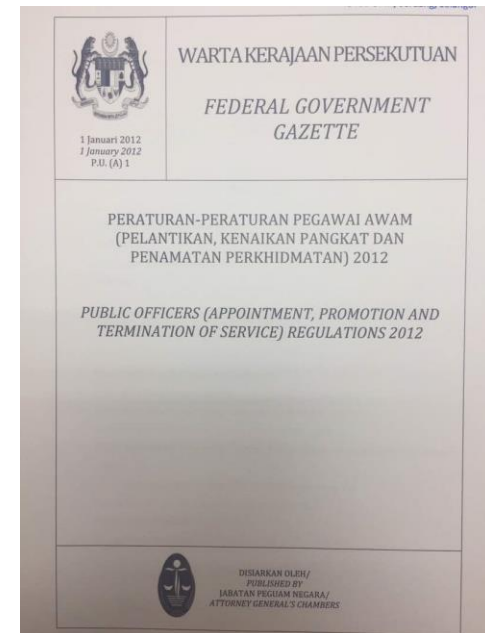 WARTA KERAJAAN PERSEKUTUAN
FEDERAL GOVERNMENT
GAZETTE
1 Januari 2012
1 January 2012
P.U. (A) 1
PERATURAN-PERATURAN PEGAWAI AWAM
(PELANTIKAN, KENAIKAN PANGKAT DAN
PENAMATAN PERKHIDMATAN) 2012
PUBLIC OFFICERS (APPOINTMENT, PROMOTION AND
TERMINATION OF SERVICE) REGULATIONS 2012
DISIARKAN OLEH/
PUBLISHED BY
JABATAN PEGUAM NEGARA/
ATTORNEY GENERAL'S CHAMBERS